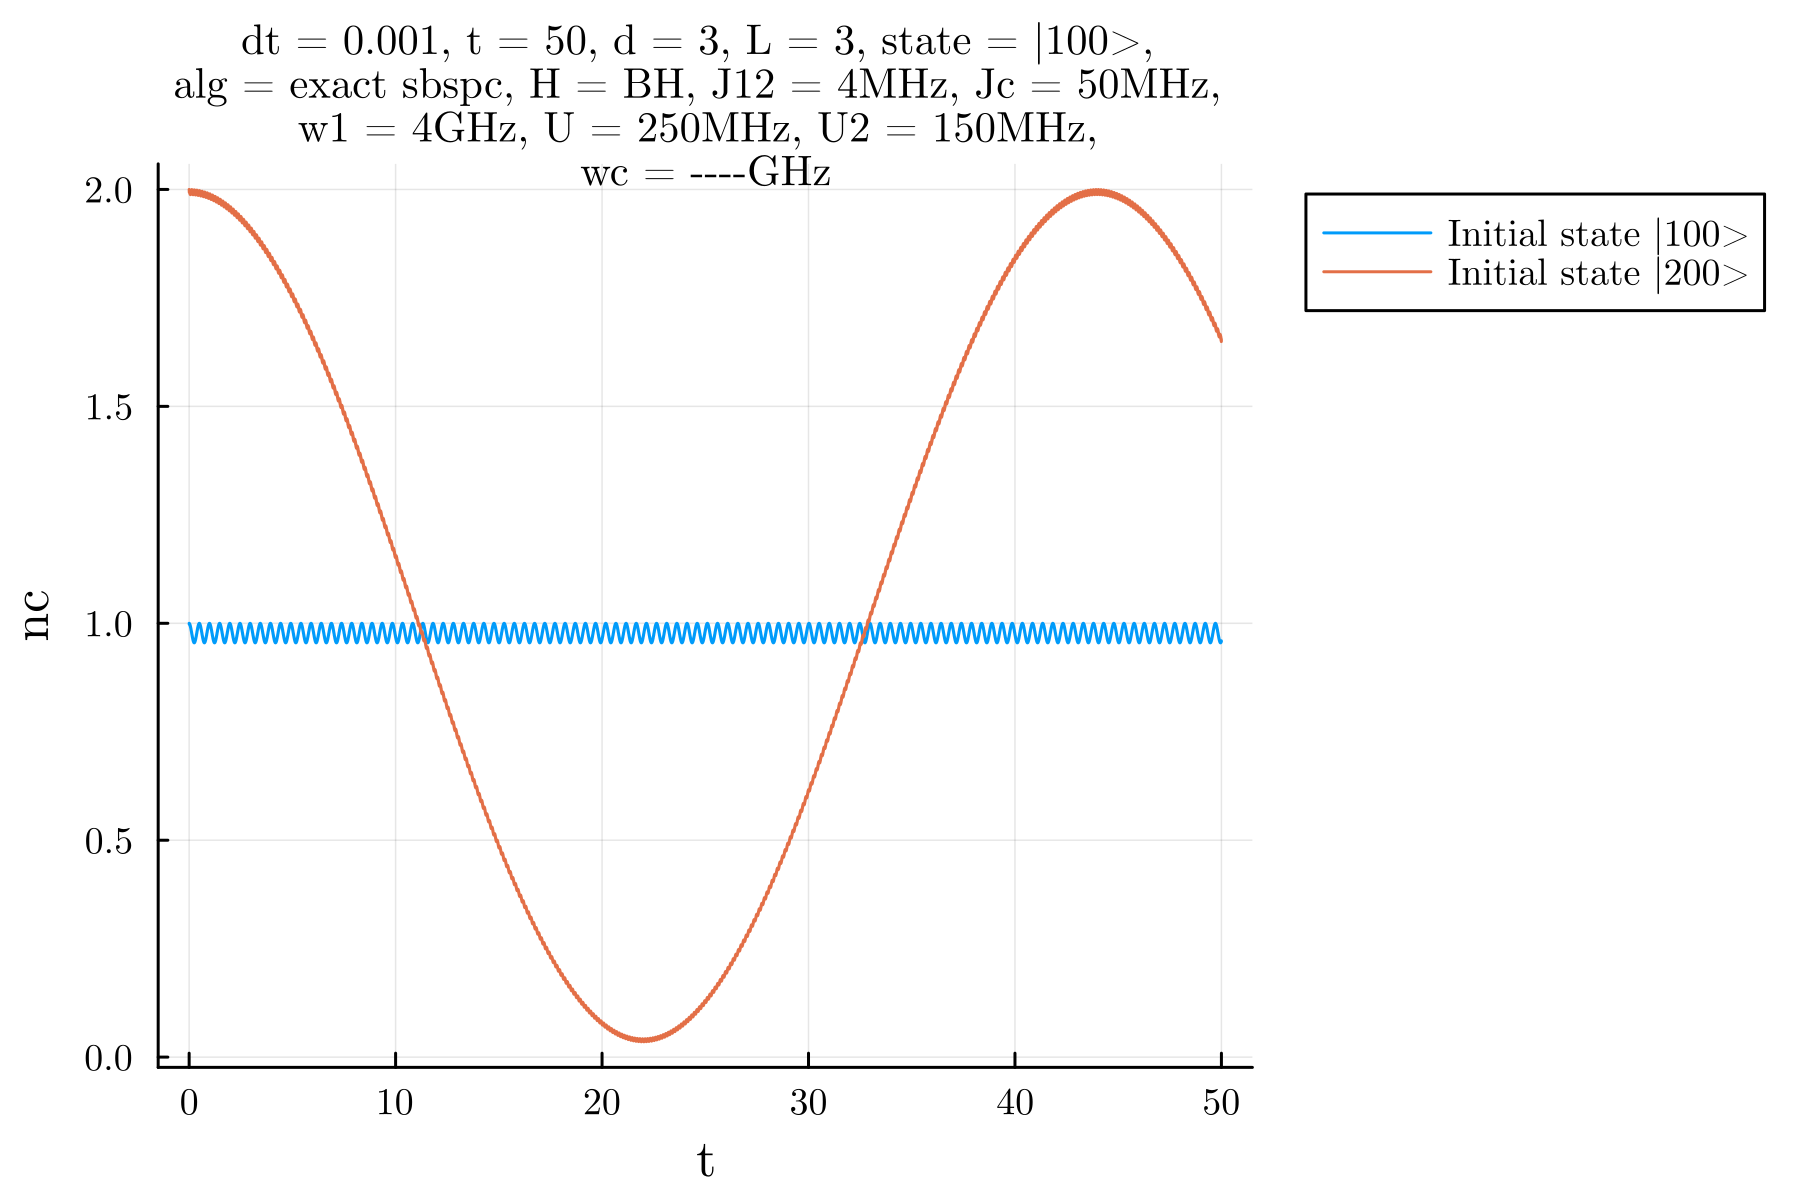 dt = 0.001, t = 50, d = 3, L = 3, state = |100>,
alg = exact sbspc, H = BH, J12 = 4MHz, Jc = 50MHz,
w1 = 4GHz, U = 250MHz, U2 = 150MHz,
wc = ----GHz
2.0
1.5
1.0
0.5
0.0
nc
0 10 20 30 40 50
t
Initial state |100>
Initial state |200>